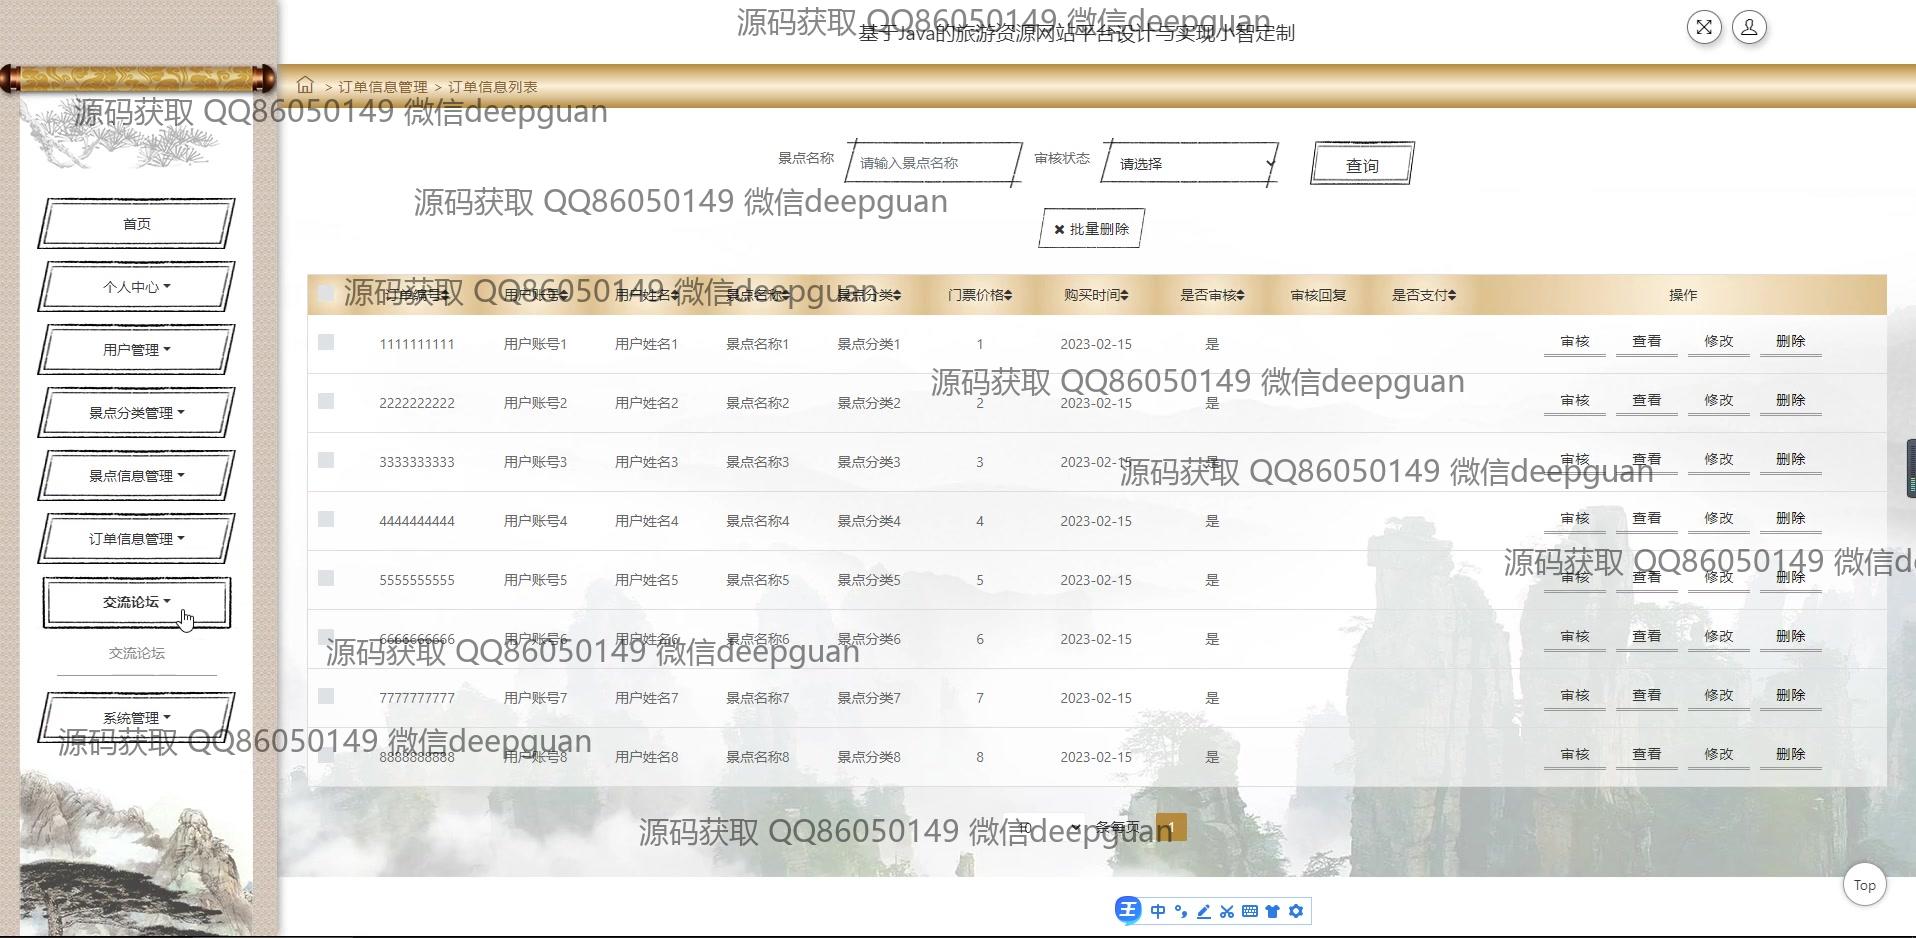 源码获取 QQ86050149 微信deepguan
基于Java的旅游资源网站平台设计与实现小智定制
> 订单信息管理 > 订单信息列表
源码获取 QQ86050149 微信deepguan
景点名称 请输入景点名称 审核状态 请选择 查询
源码获取 QQ86050149 微信deepguan
首页
✖ 批量删除
个人中心
源码获取 QQ86050149 微信deepguan
订单编号 用户账号 用户姓名 景点名称 景点分类 门票价格 购买时间 是否审核 审核回复 是否支付 操作
1111111111 用户账号1 用户姓名1 景点名称1 景点分类1 1 2023-02-15 是 审核 查看 修改 删除
用户管理
源码获取 QQ86050149 微信deepguan
2222222222 用户账号2 用户姓名2 景点名称2 景点分类2 2 2023-02-15 是 审核 查看 修改 删除
景点分类管理
3333333333 用户账号3 用户姓名3 景点名称3 景点分类3 3 2023-02-15 是 审核 查看 修改 删除
源码获取 QQ86050149 微信deepguan
景点信息管理
4444444444 用户账号4 用户姓名4 景点名称4 景点分类4 4 2023-02-15 是 审核 查看 修改 删除
订单信息管理
源码获取 QQ86050149 微信d
5555555555 用户账号5 用户姓名5 景点名称5 景点分类5 5 2023-02-15 是 审核 查看 修改 删除
交流论坛
6666666666 用户账号6 用户姓名6 景点名称6 景点分类6 6 2023-02-15 是 审核 查看 修改 删除
源码获取 QQ86050149 微信deepguan
交流论坛
7777777777 用户账号7 用户姓名7 景点名称7 景点分类7 7 2023-02-15 是 审核 查看 修改 删除
系统管理
源码获取 QQ86050149 微信deepguan
8888888888 用户账号8 用户姓名8 景点名称8 景点分类8 8 2023-02-15 是 审核 查看 修改 删除
10 条每页 1
源码获取 QQ86050149 微信deepguan
Top
王 中